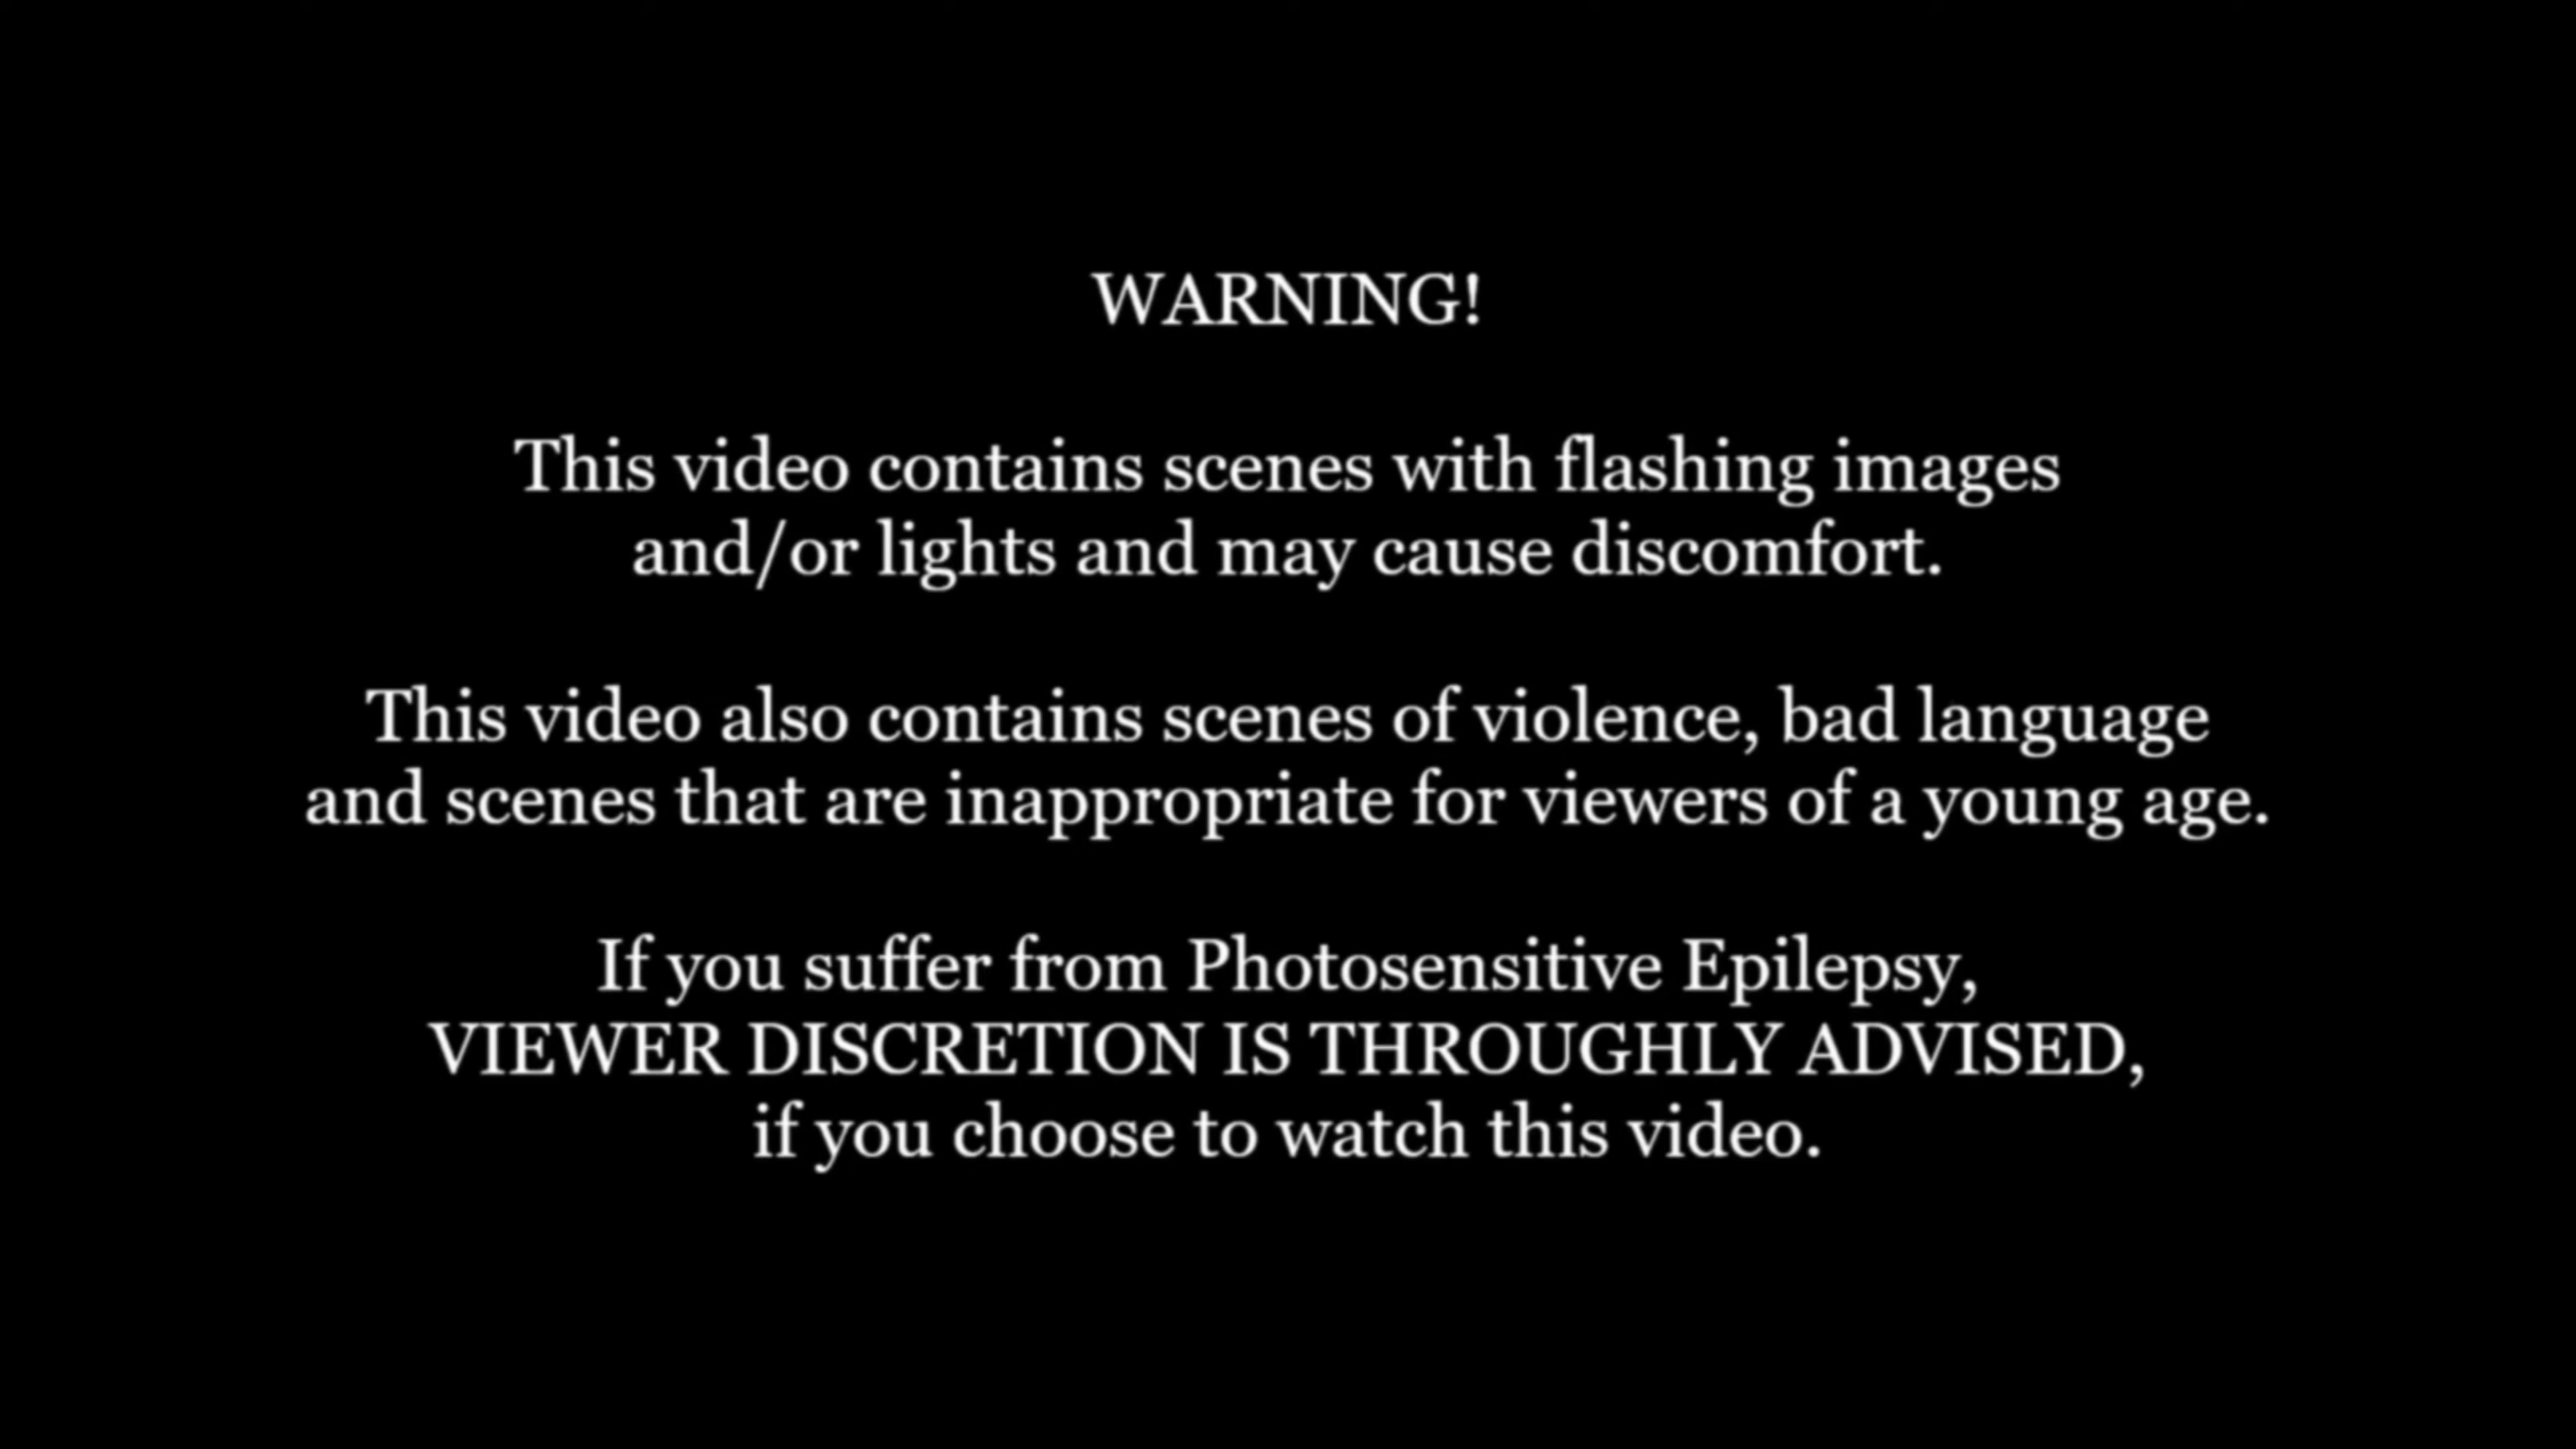 WARNING!
This video contains scenes with flashing images
and/or lights and may cause discomfort.
This video also contains scenes of violence, bad language
and scenes that are inappropriate for viewers of a young age.
If you suffer from Photosensitive Epilepsy,
VIEWER DISCRETION IS THROUGHLY ADVISED,
if you choose to watch this video.